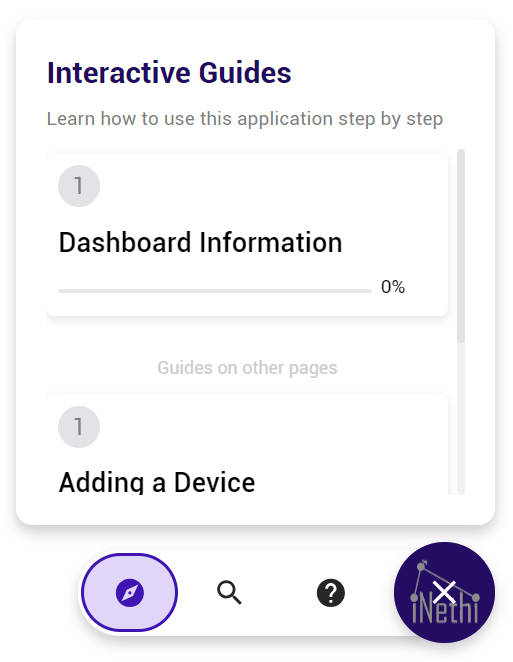 Interactive Guides
Learn how to use this application step by step
1
Dashboard Information
0%
Guides on other pages
1
Adding a Device
?
iNethi